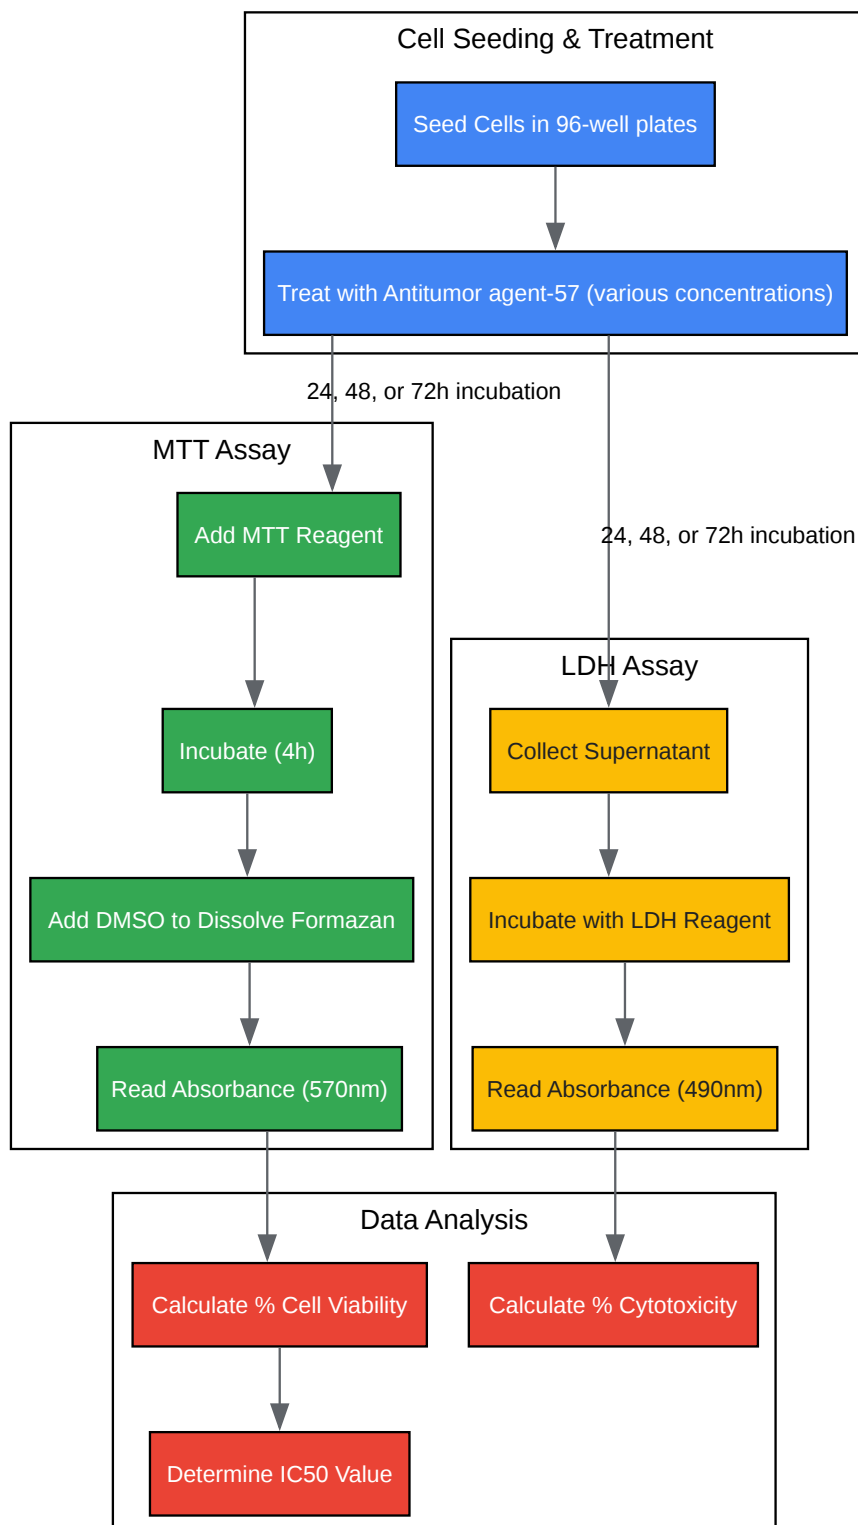 Cell Seeding & Treatment
Seed Cells in 96-well plates
Treat with Antitumor agent-57 (various concentrations)
24, 48, or 72h incubation
MTT Assay
Add MTT Reagent
24, 48, or 72h incubation
LDH Assay
Incubate (4h)
Collect Supernatant
Add DMSO to Dissolve Formazan
Incubate with LDH Reagent
Read Absorbance (570nm)
Read Absorbance (490nm)
Data Analysis
Calculate % Cell Viability
Calculate % Cytotoxicity
Determine IC50 Value